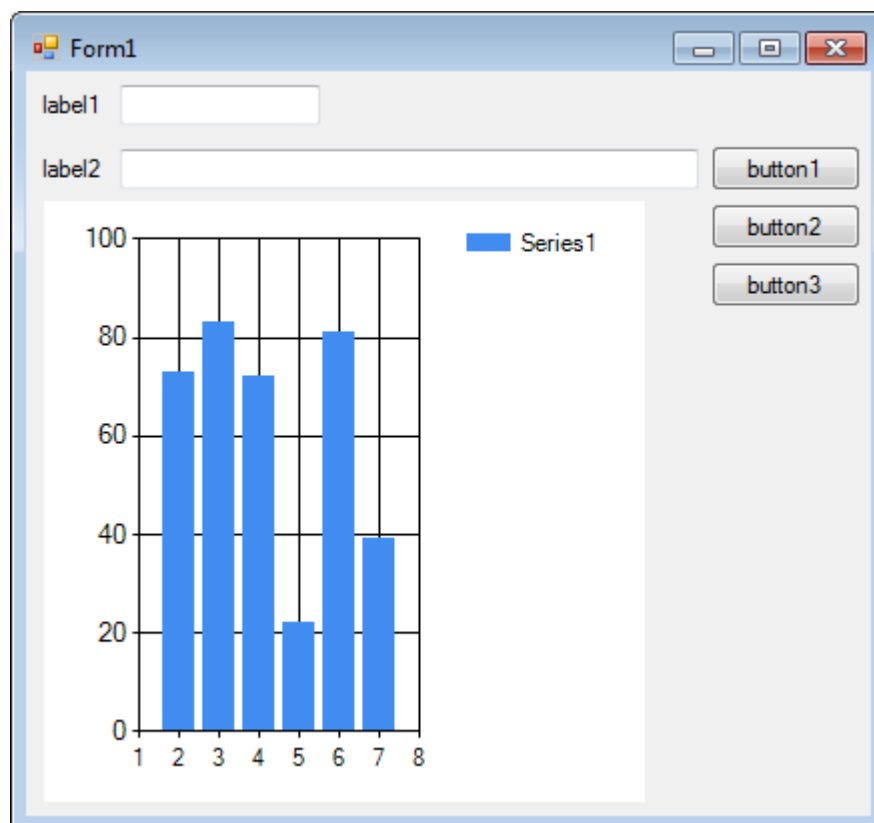 Form1
label1
label2
button1
button2
button3
Series1
100
80
60
40
20
0
1 2 3 4 5 6 7 8